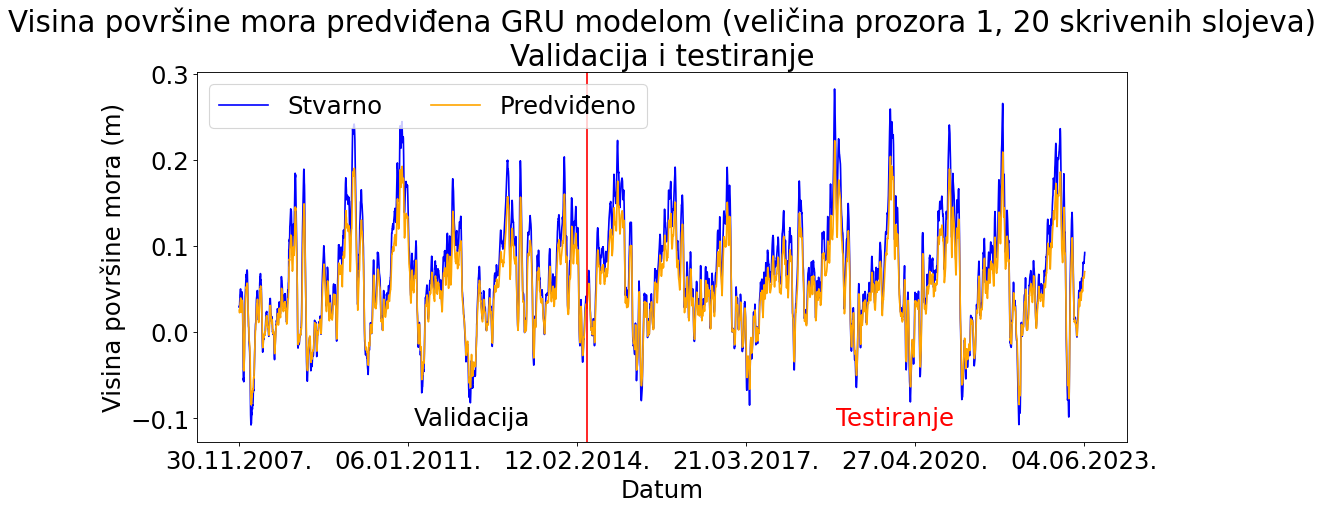 Visina površine mora predviđena GRU modelom (veličina prozora 1, 20 skrivenih slojeva)
Validacija i testiranje
Visina površine mora (m)
0.3
0.2
0.1
0.0
−0.1
Stvarno
Predviđeno
Validacija
Testiranje
30.11.2007.
06.01.2011.
12.02.2014.
21.03.2017.
27.04.2020.
04.06.2023.
Datum